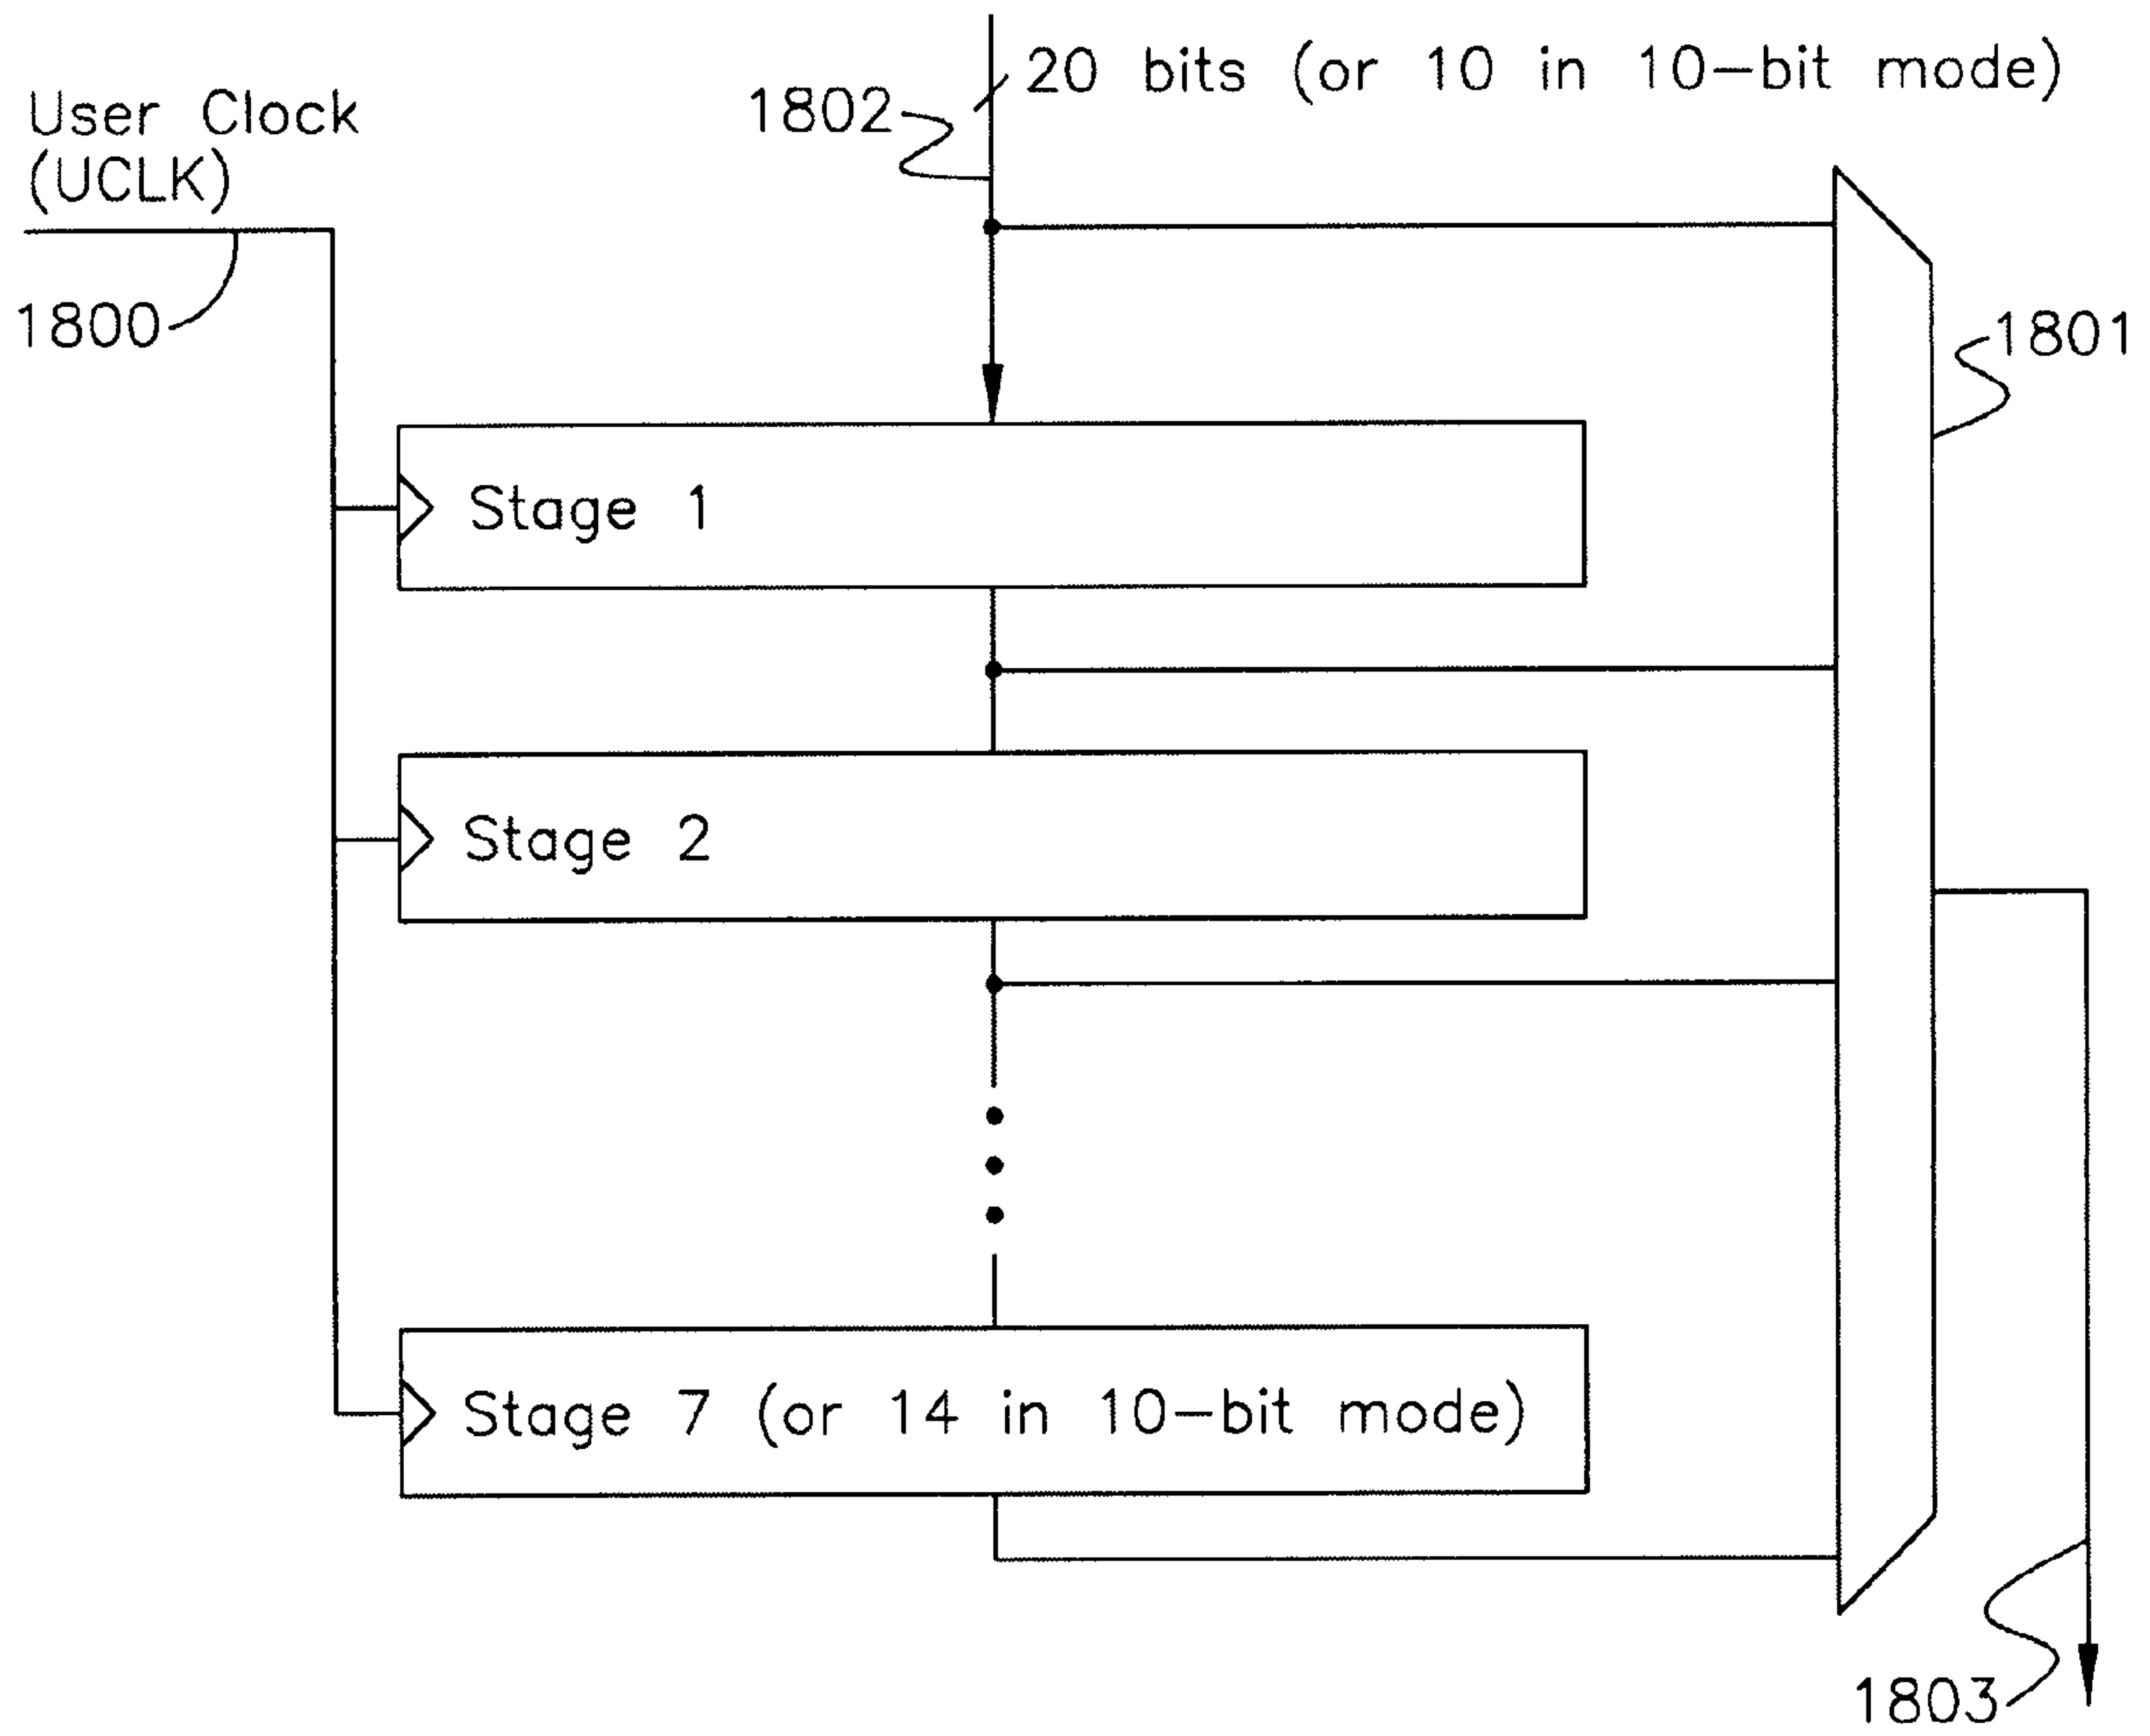 20 bits (or 10 in 10-bit mode)
1802
User Clock
(UCLK)
1800
1801
Stage 1
Stage 2
Stage 7 (or 14 in 10-bit mode)
1803